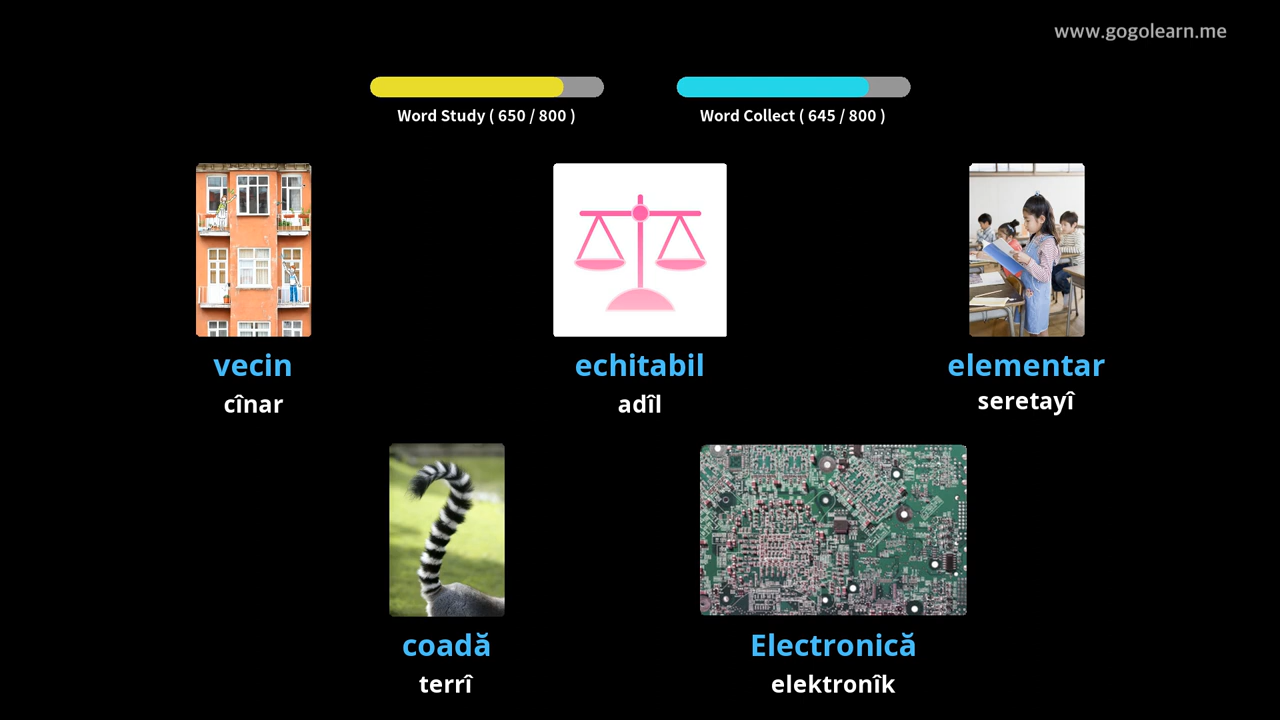 www.gogolearn.me
Word Study ( 650 / 800 )
Word Collect ( 645 / 800 )
vecin
cînar
echitabil
adîl
elementar
seretayî
coadă
terrî
Electronică
elektronîk